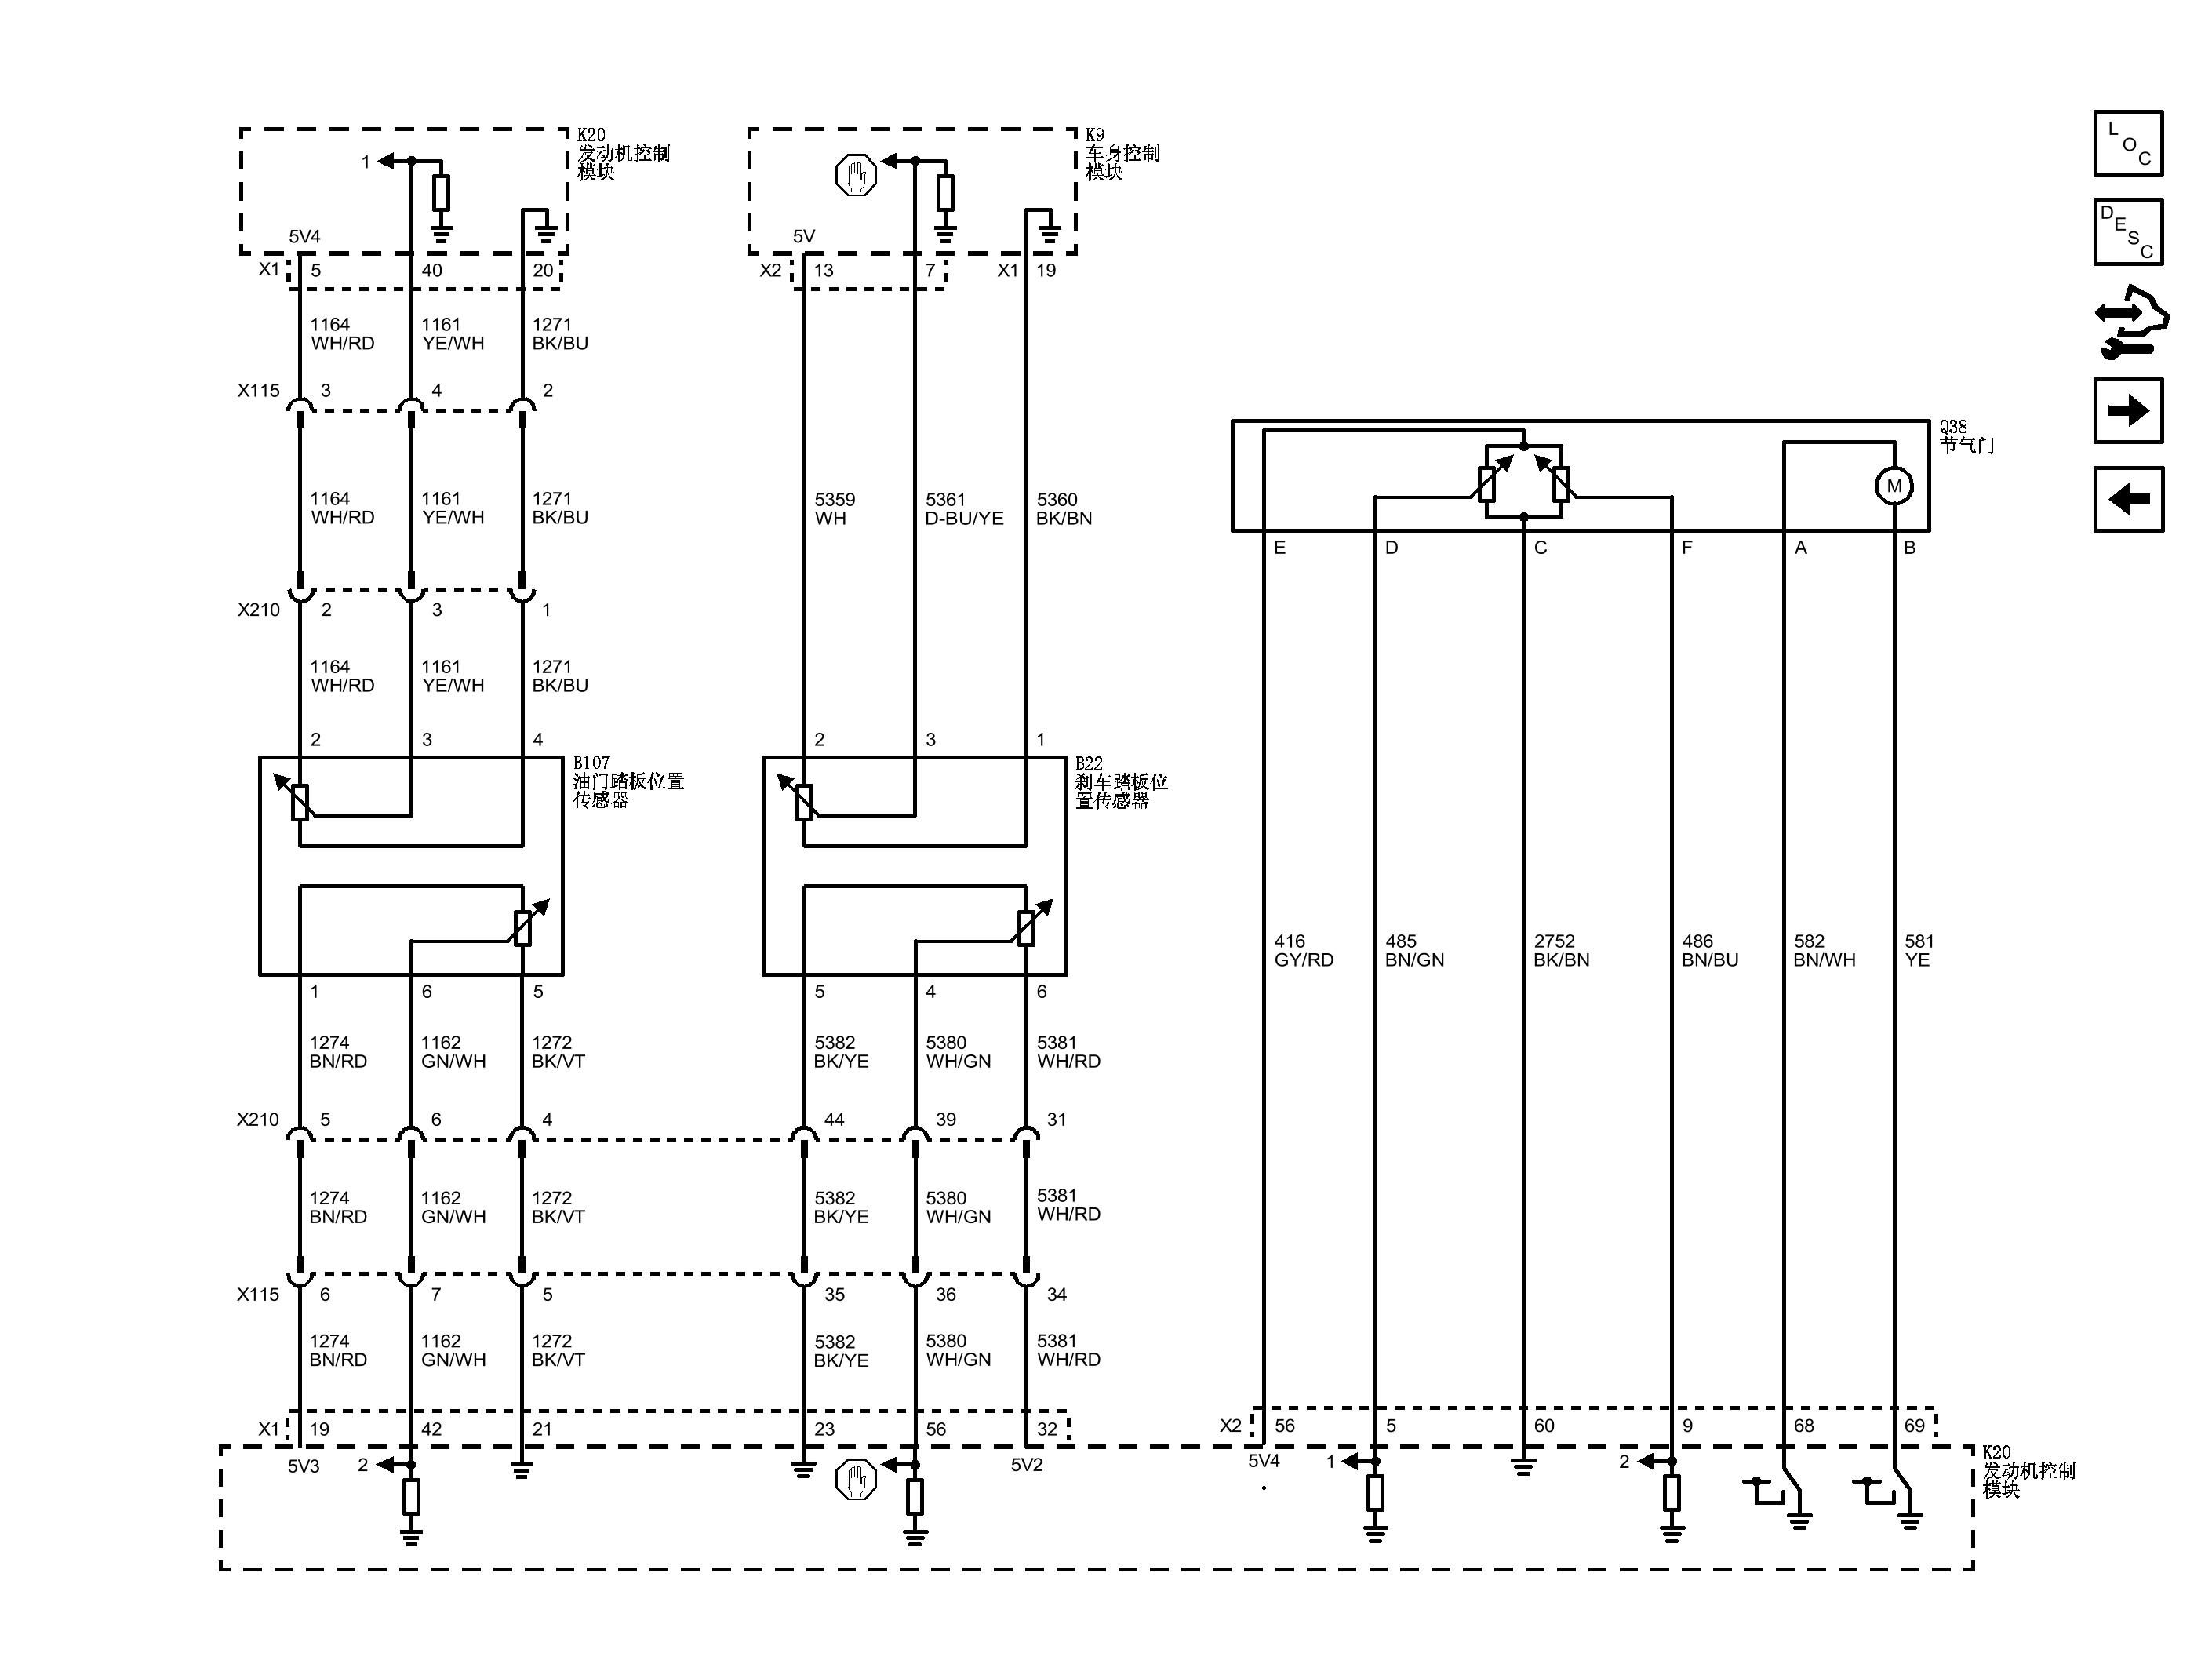 K20
发动机控制
模块
1
5V4
X1 5 40 20
K9
车身控制
模块
5V
X2 13 7 X1 19
L
O
C
D
E
S
C
1164
WH/RD
1161
YE/WH
1271
BK/BU
X115 3 4 2
Q38
节气门
M
1164
WH/RD
1161
YE/WH
1271
BK/BU
5359
WH
5361
D-BU/YE
5360
BK/BN
E D C F A B
X210 2 3 1
1164
WH/RD
1161
YE/WH
1271
BK/BU
2 3 4
2 3 1
B107
油门踏板位置
传感器
B22
刹车踏板位
置传感器
416
GY/RD
485
BN/GN
2752
BK/BN
486
BN/BU
582
BN/WH
581
YE
1 6 5
5 4 6
1274
BN/RD
1162
GN/WH
1272
BK/VT
5382
BK/YE
5380
WH/GN
5381
WH/RD
X210 5 6 4 44 39 31
1274
BN/RD
1162
GN/WH
1272
BK/VT
5382
BK/YE
5380
WH/GN
5381
WH/RD
X115 6 7 5 35 36 34
1274
BN/RD
1162
GN/WH
1272
BK/VT
5382
BK/YE
5380
WH/GN
5381
WH/RD
X1 19 42 21 23 56 32
X2 56 5 60 9 68 69
5V3 2 5V2 5V4 1 2
K20
发动机控制
模块